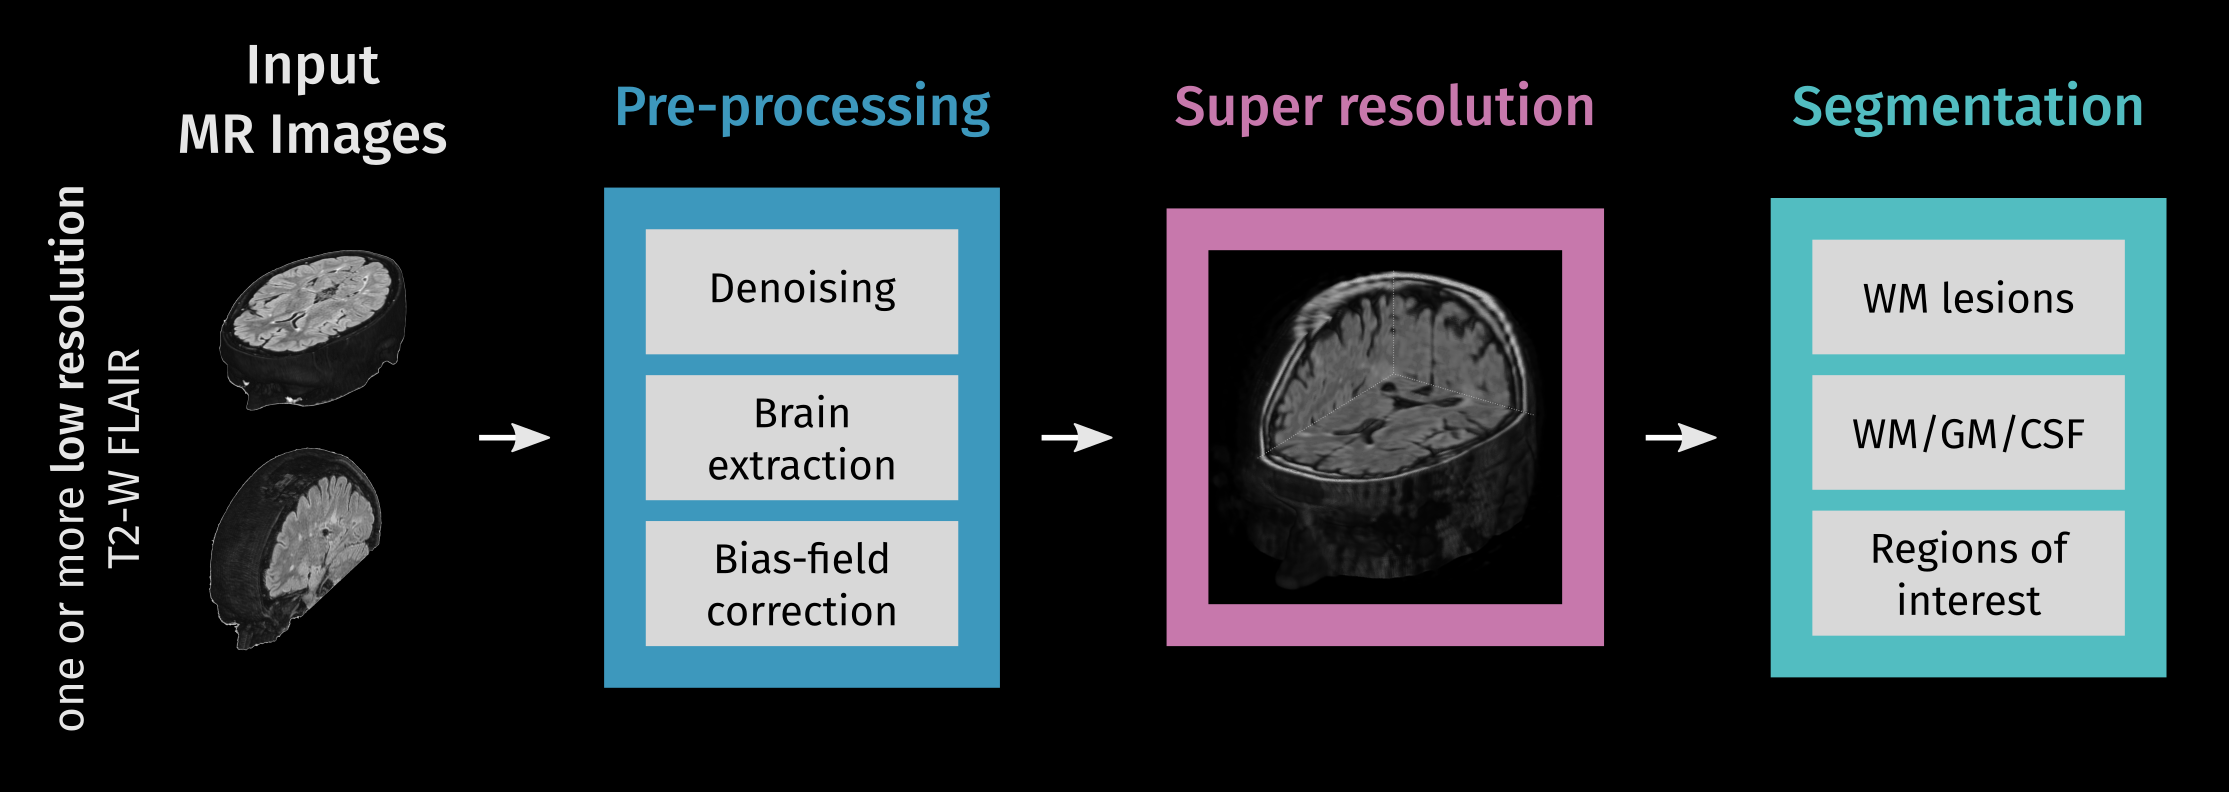 Input
MR Images
one or more low resolution
T2-W FLAIR
Pre-processing
Denoising
Brain
extraction
Bias-field
correction
Super resolution
Segmentation
WM lesions
WM/GM/CSF
Regions of
interest